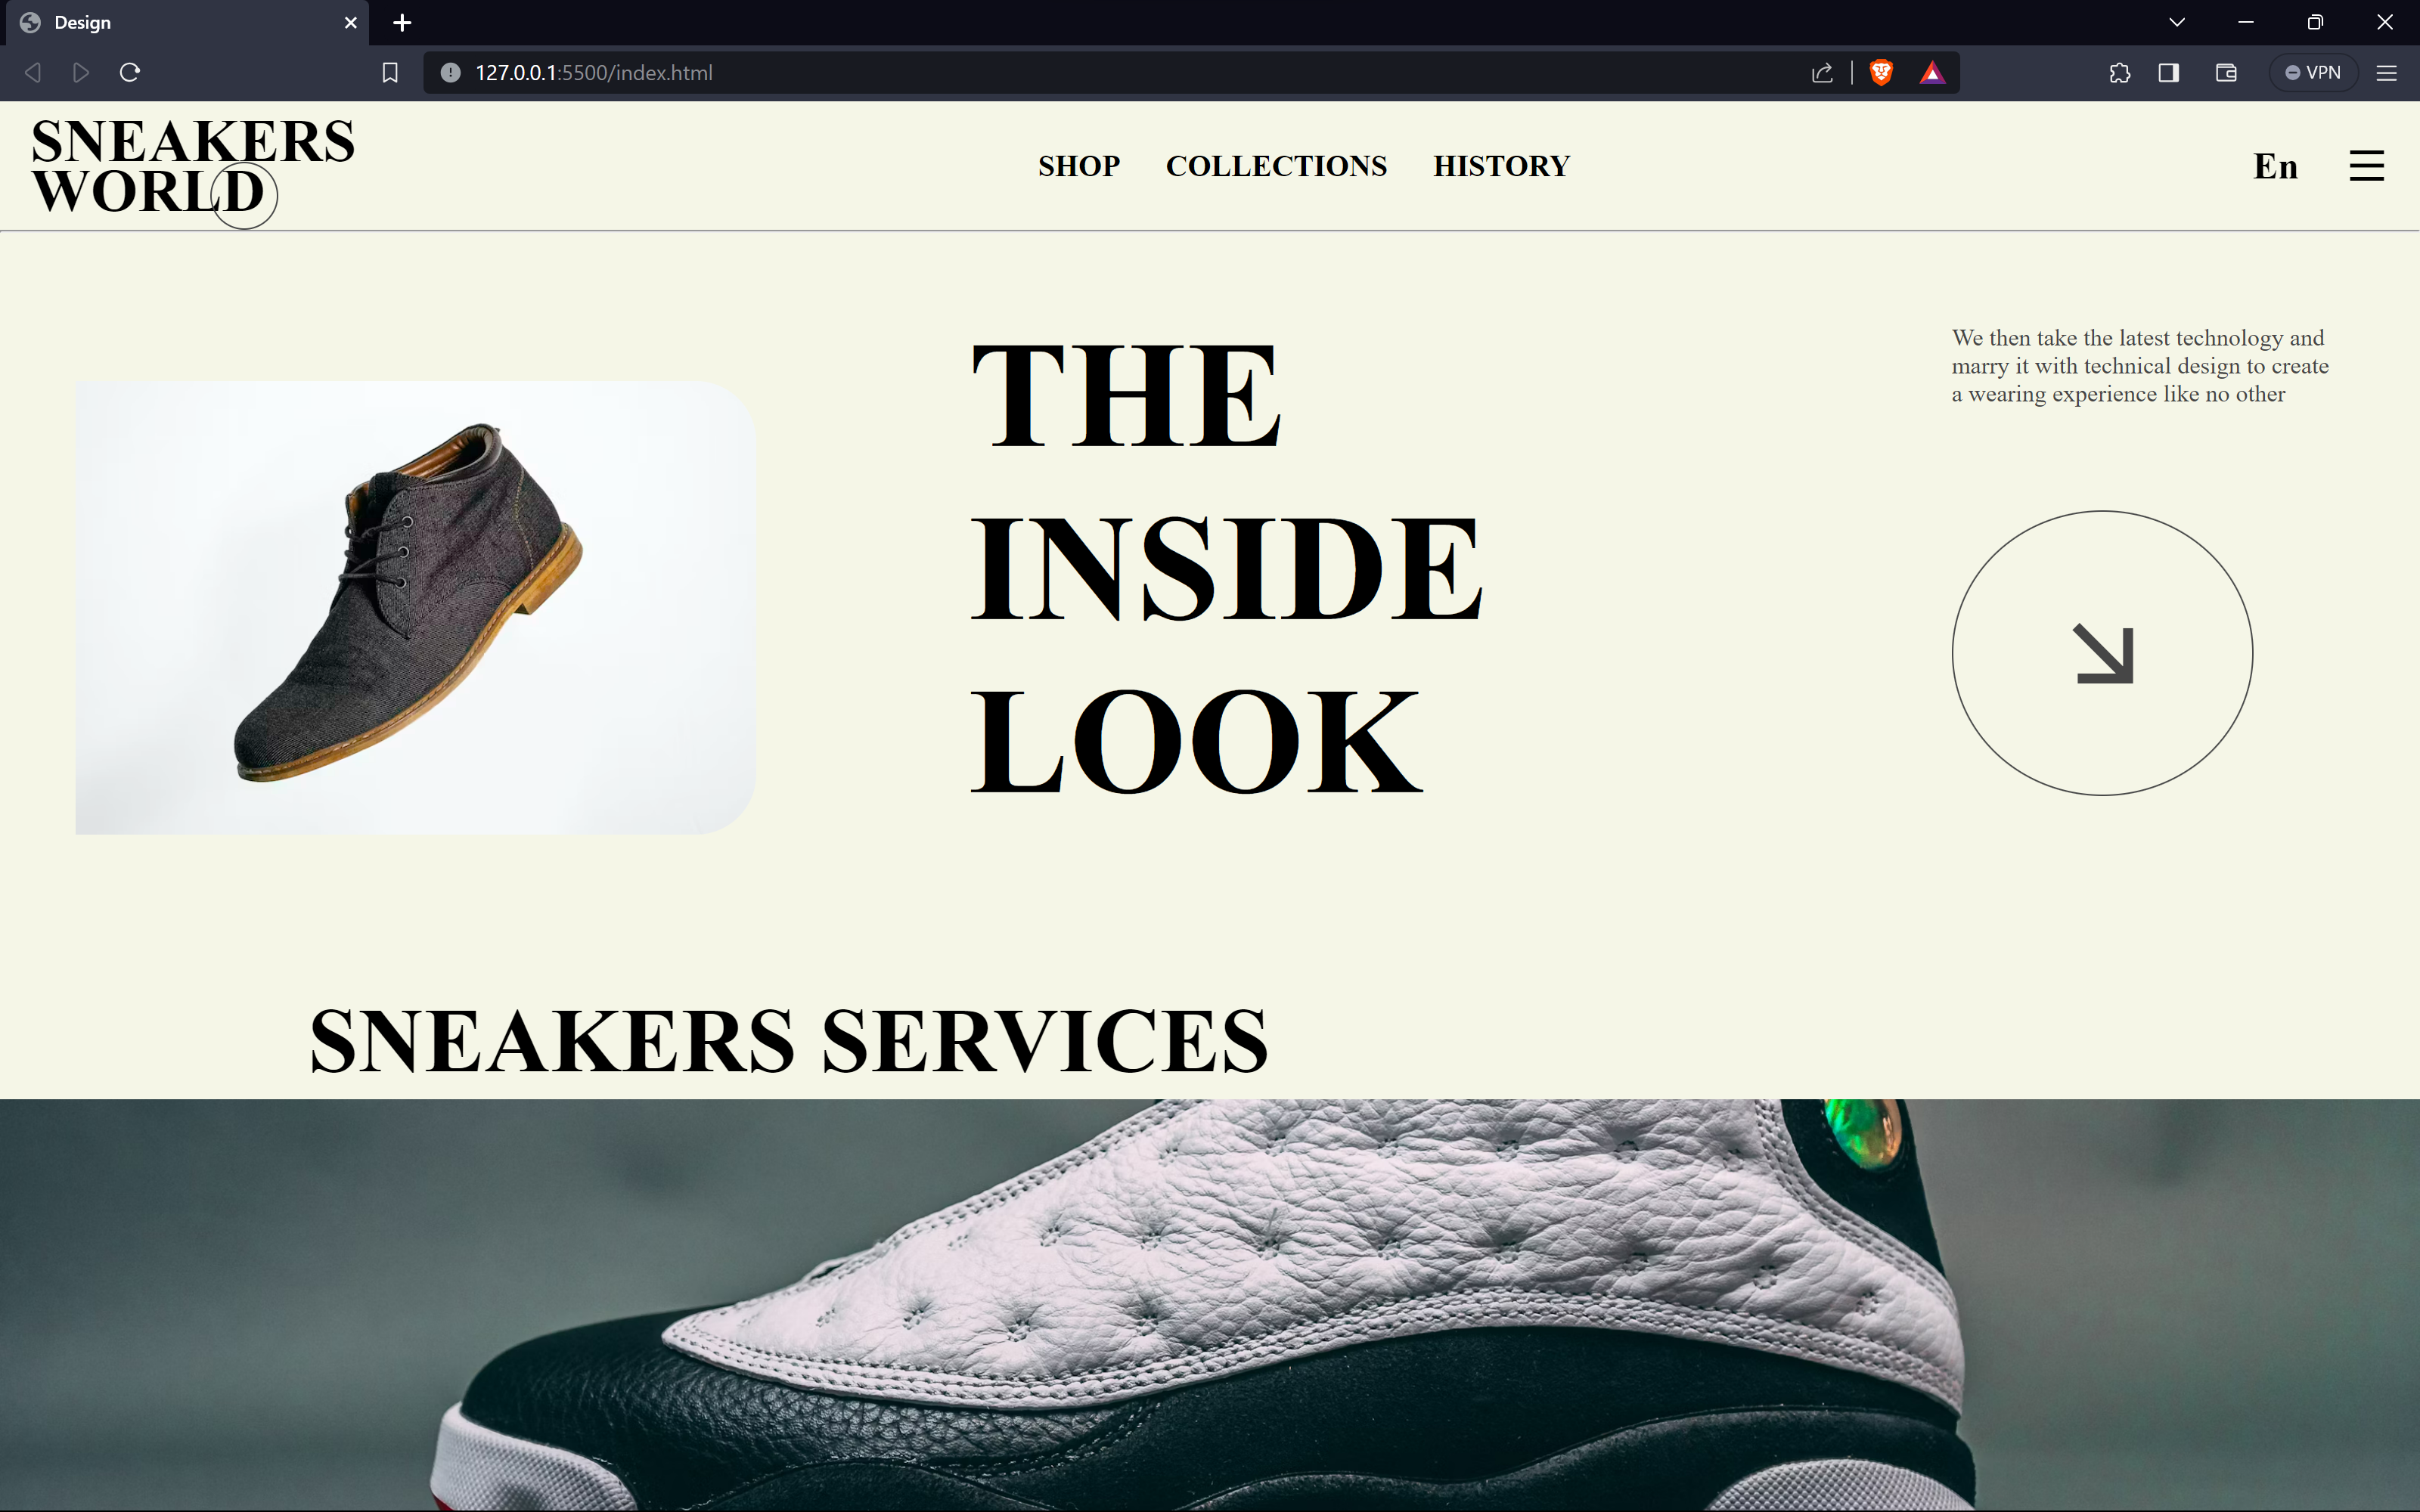 Design
127.0.0.1:5500/index.html
VPN
SNEAKERS
WORLD
SHOP COLLECTIONS HISTORY
En
THE
INSIDE
LOOK
We then take the latest technology and
marry it with technical design to create
a wearing experience like no other
SNEAKERS SERVICES